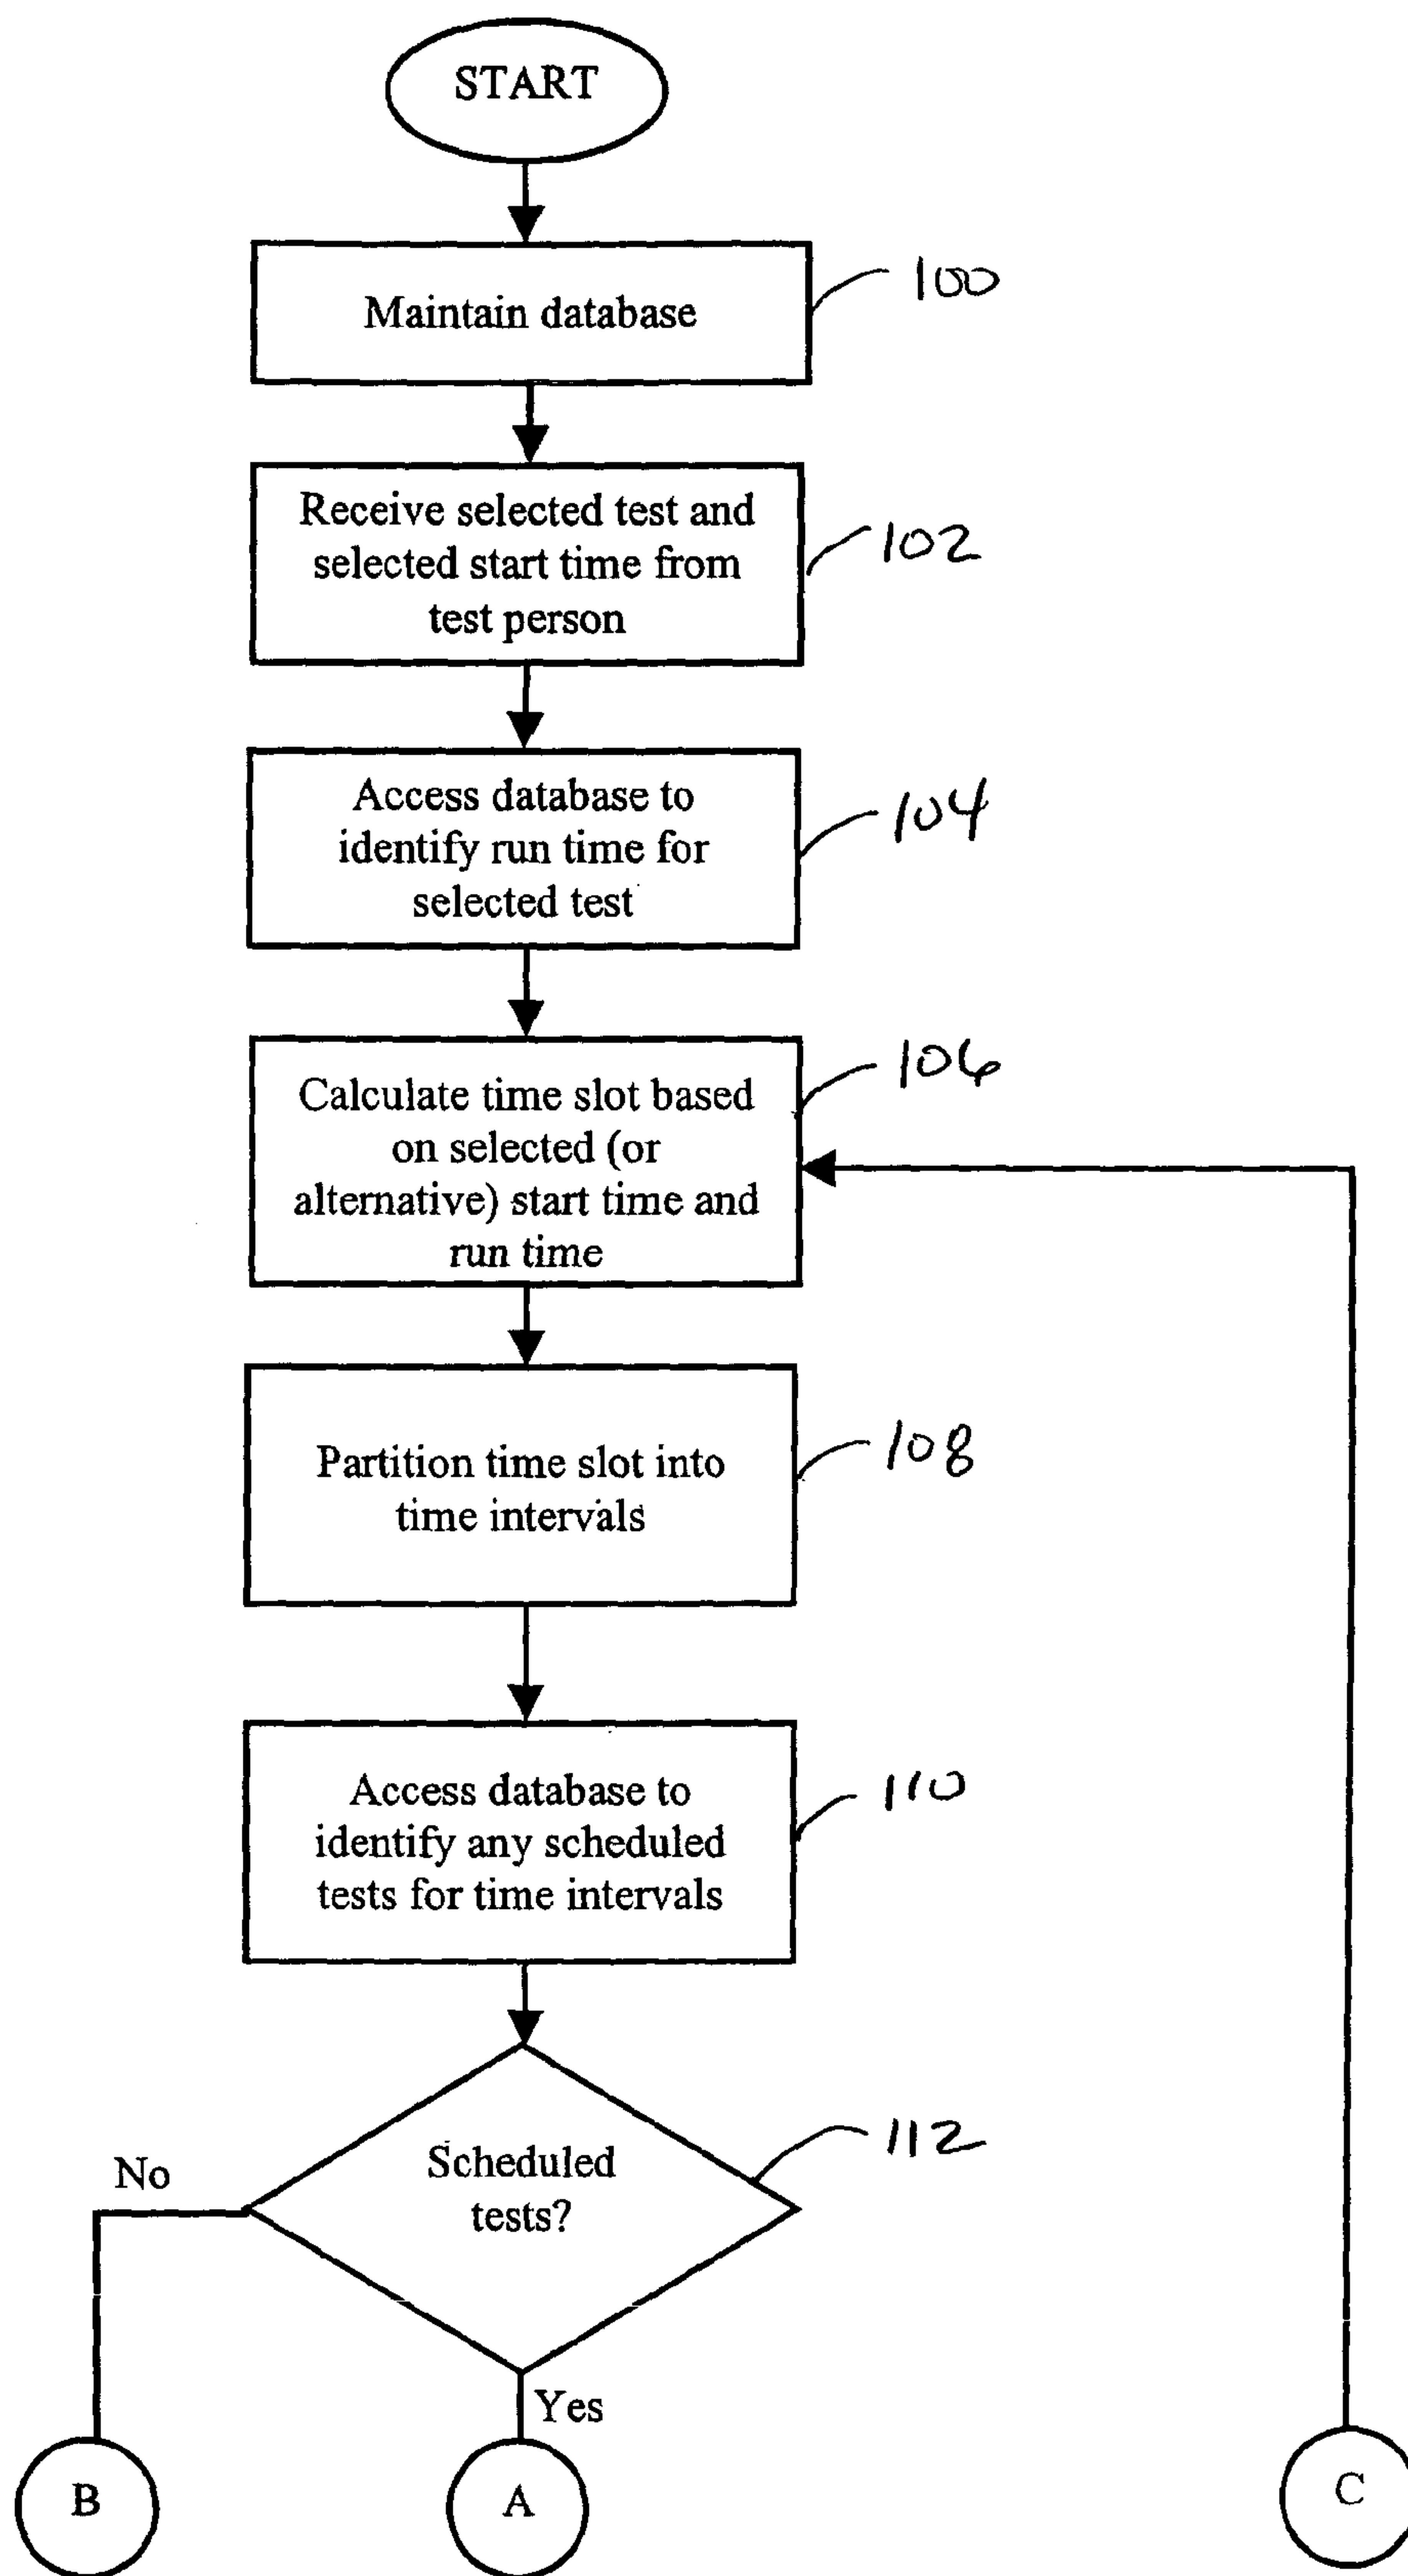 START
Maintain database
100
Receive selected test and
selected start time from
test person
102
Access database to
identify run time for
selected test
104
Calculate time slot based
on selected (or
alternative) start time and
run time
106
Partition time slot into
time intervals
108
Access database to
identify any scheduled
tests for time intervals
110
Scheduled
tests?
112
No
Yes
B
A
C